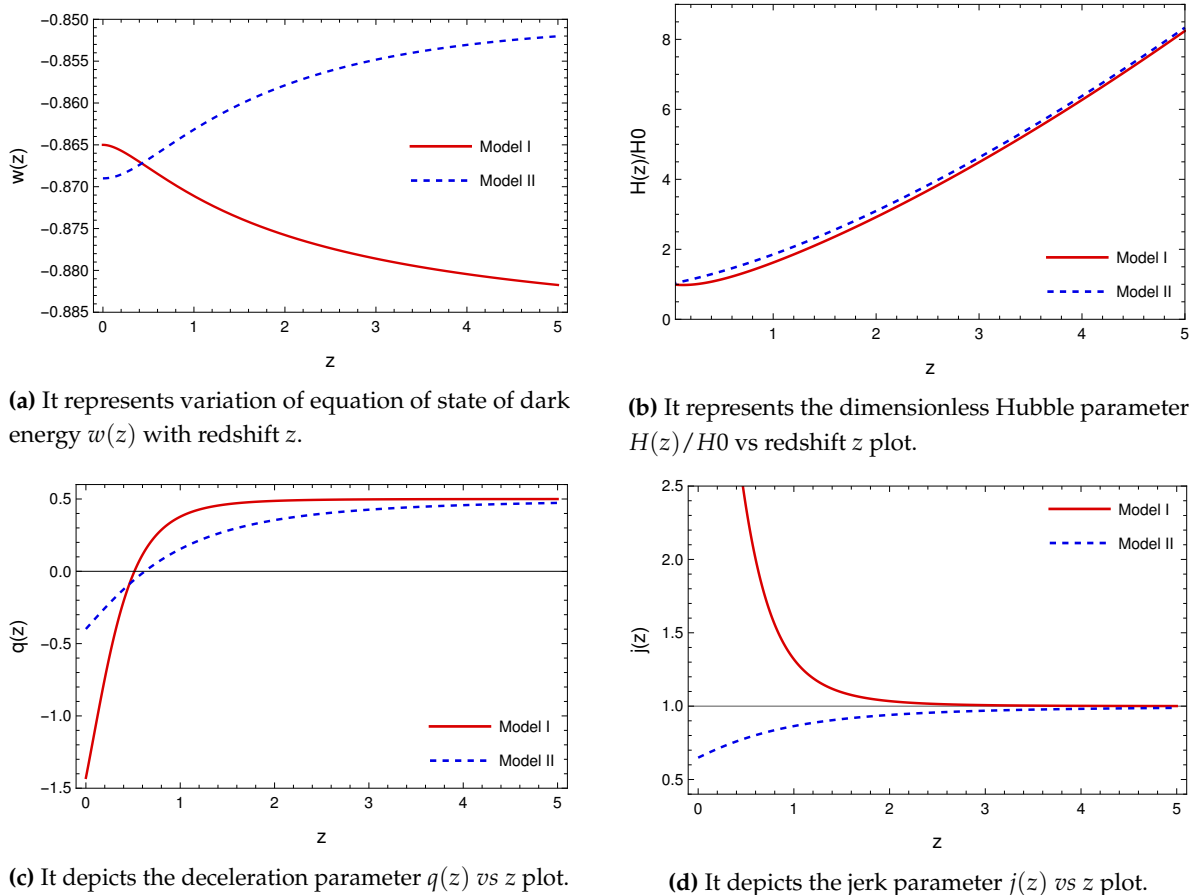 -0.850
-0.855
-0.860
-0.865
-0.870
-0.875
-0.880
-0.885
w(z)
Model I
Model II
0 1 2 3 4 5
z
(a) It represents variation of equation of state of dark
energy w(z) with redshift z.
8
6
4
2
0
H(z)/H0
Model I
Model II
1 2 3 4 5
z
(b) It represents the dimensionless Hubble parameter
H(z)/H0 vs redshift z plot.
0.5
0.0
-0.5
-1.0
-1.5
q(z)
Model I
Model II
0 1 2 3 4 5
z
(c) It depicts the deceleration parameter q(z) vs z plot.
2.5
2.0
1.5
1.0
0.5
j(z)
Model I
Model II
0 1 2 3 4 5
z
(d) It depicts the jerk parameter j(z) vs z plot.